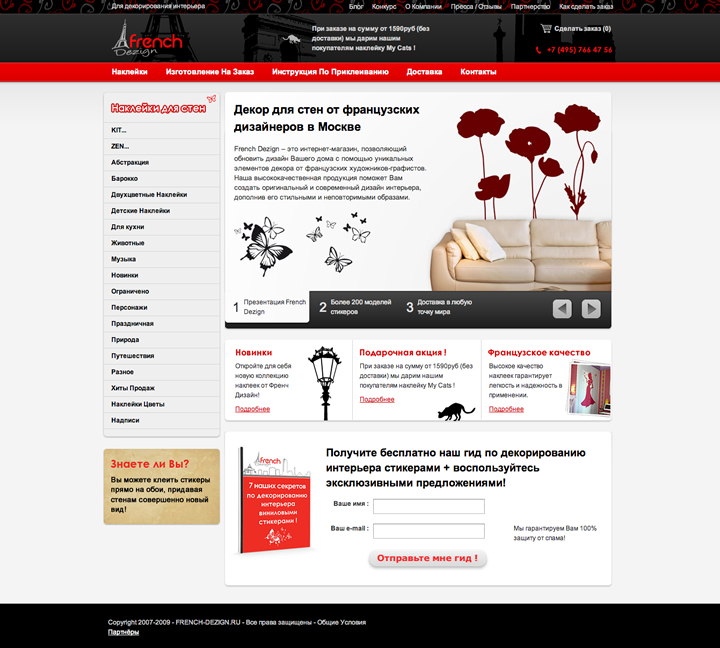 Для декорирования интерьера
Блог Конкурс О Компании Пресса / Отзывы Партнерство Как сделать заказ
French
Dezign
При заказе на сумму от 1590руб (без
доставки) мы дарим нашим
покупателям наклейку My Cats !
Сделать заказ (0)
+7 (495) 766 47 56
Наклейки Изготовление На Заказ Инструкция По Приклеиванию Доставка Контакты
Наклейки для стен
KIT...
ZEN...
Абстракция
Барокко
Двухцветные Наклейки
Детские Наклейки
Для кухни
Животные
Музыка
Новинки
Ограничено
Персонажи
Праздничная
Природа
Путешествия
Разное
Хиты Продаж
Наклейки Цветы
Надписи
Знаете ли Вы?
Вы можете клеить стикеры
прямо на обои, придавая
стенам совершенно новый
вид!
Декор для стен от французских
дизайнеров в Москве
French Dezign – это интернет-магазин, позволяющий
обновить дизайн Вашего дома с помощью уникальных
элементов декора от французских художников-графистов.
Наша высококачественная продукция поможет Вам
создать оригинальный и современный дизайн интерьера,
дополнив его стильными и неповторимыми образами.
1 Презентация French
Dezign
2 Более 200 моделей
стикеров
3 Доставка в любую
точку мира
Новинки
Откройте для себя
новую коллекцию
наклеек от Френч
Дизайн!
Подробнее
Подарочная акция !
При заказе на сумму от 1590руб (без
доставки) мы дарим нашим
покупателям наклейку My Cats !
Подробнее
Французское качество
Высокое качество
наклеек гарантирует
легкость и надежность в
применении.
Подробнее
French
Dezign
7 наших секретов
по декорированию
интерьера
виниловыми
стикерами !
Получите бесплатно наш гид по декорированию
интерьера стикерами + воспользуйтесь
эксклюзивными предложениями!
Ваше имя :
Ваш e-mail :
Мы гарантируем Вам 100%
защиту от спама!
Отправьте мне гид !
Copyright 2007-2009 - FRENCH-DEZIGN.RU - Все права защищены - Общие Условия
Партнёры